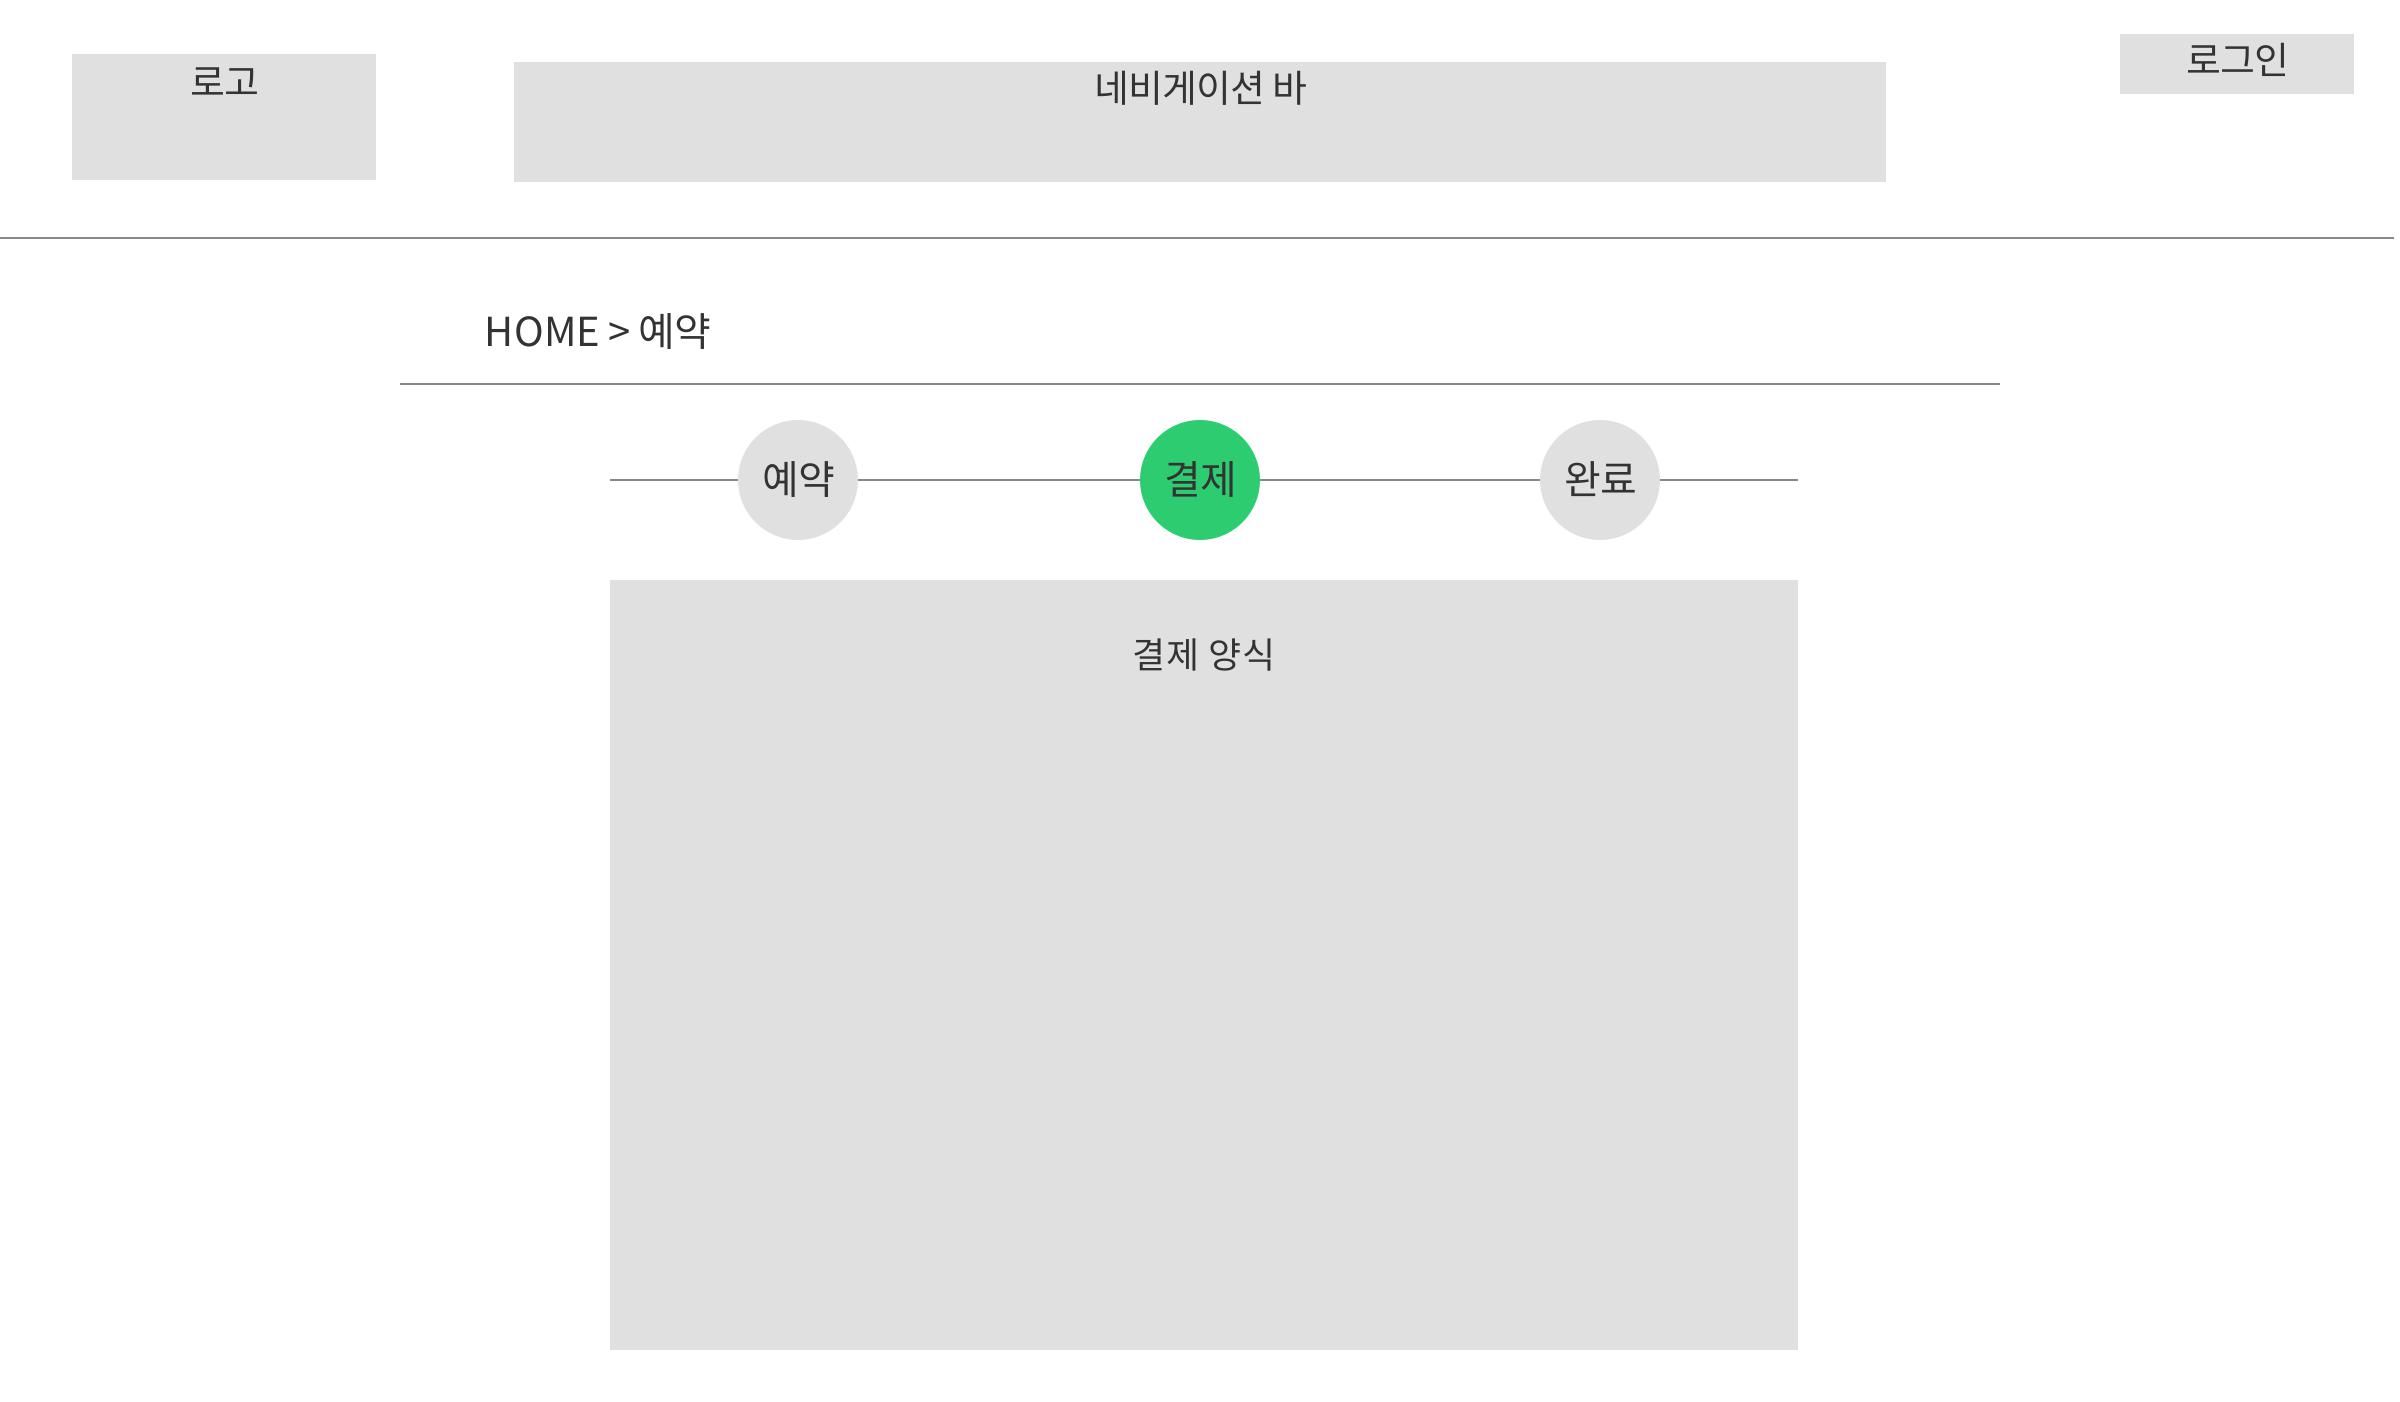 로고
네비게이션 바
로그인
HOME > 예약
예약
결제
완료
결제 양식